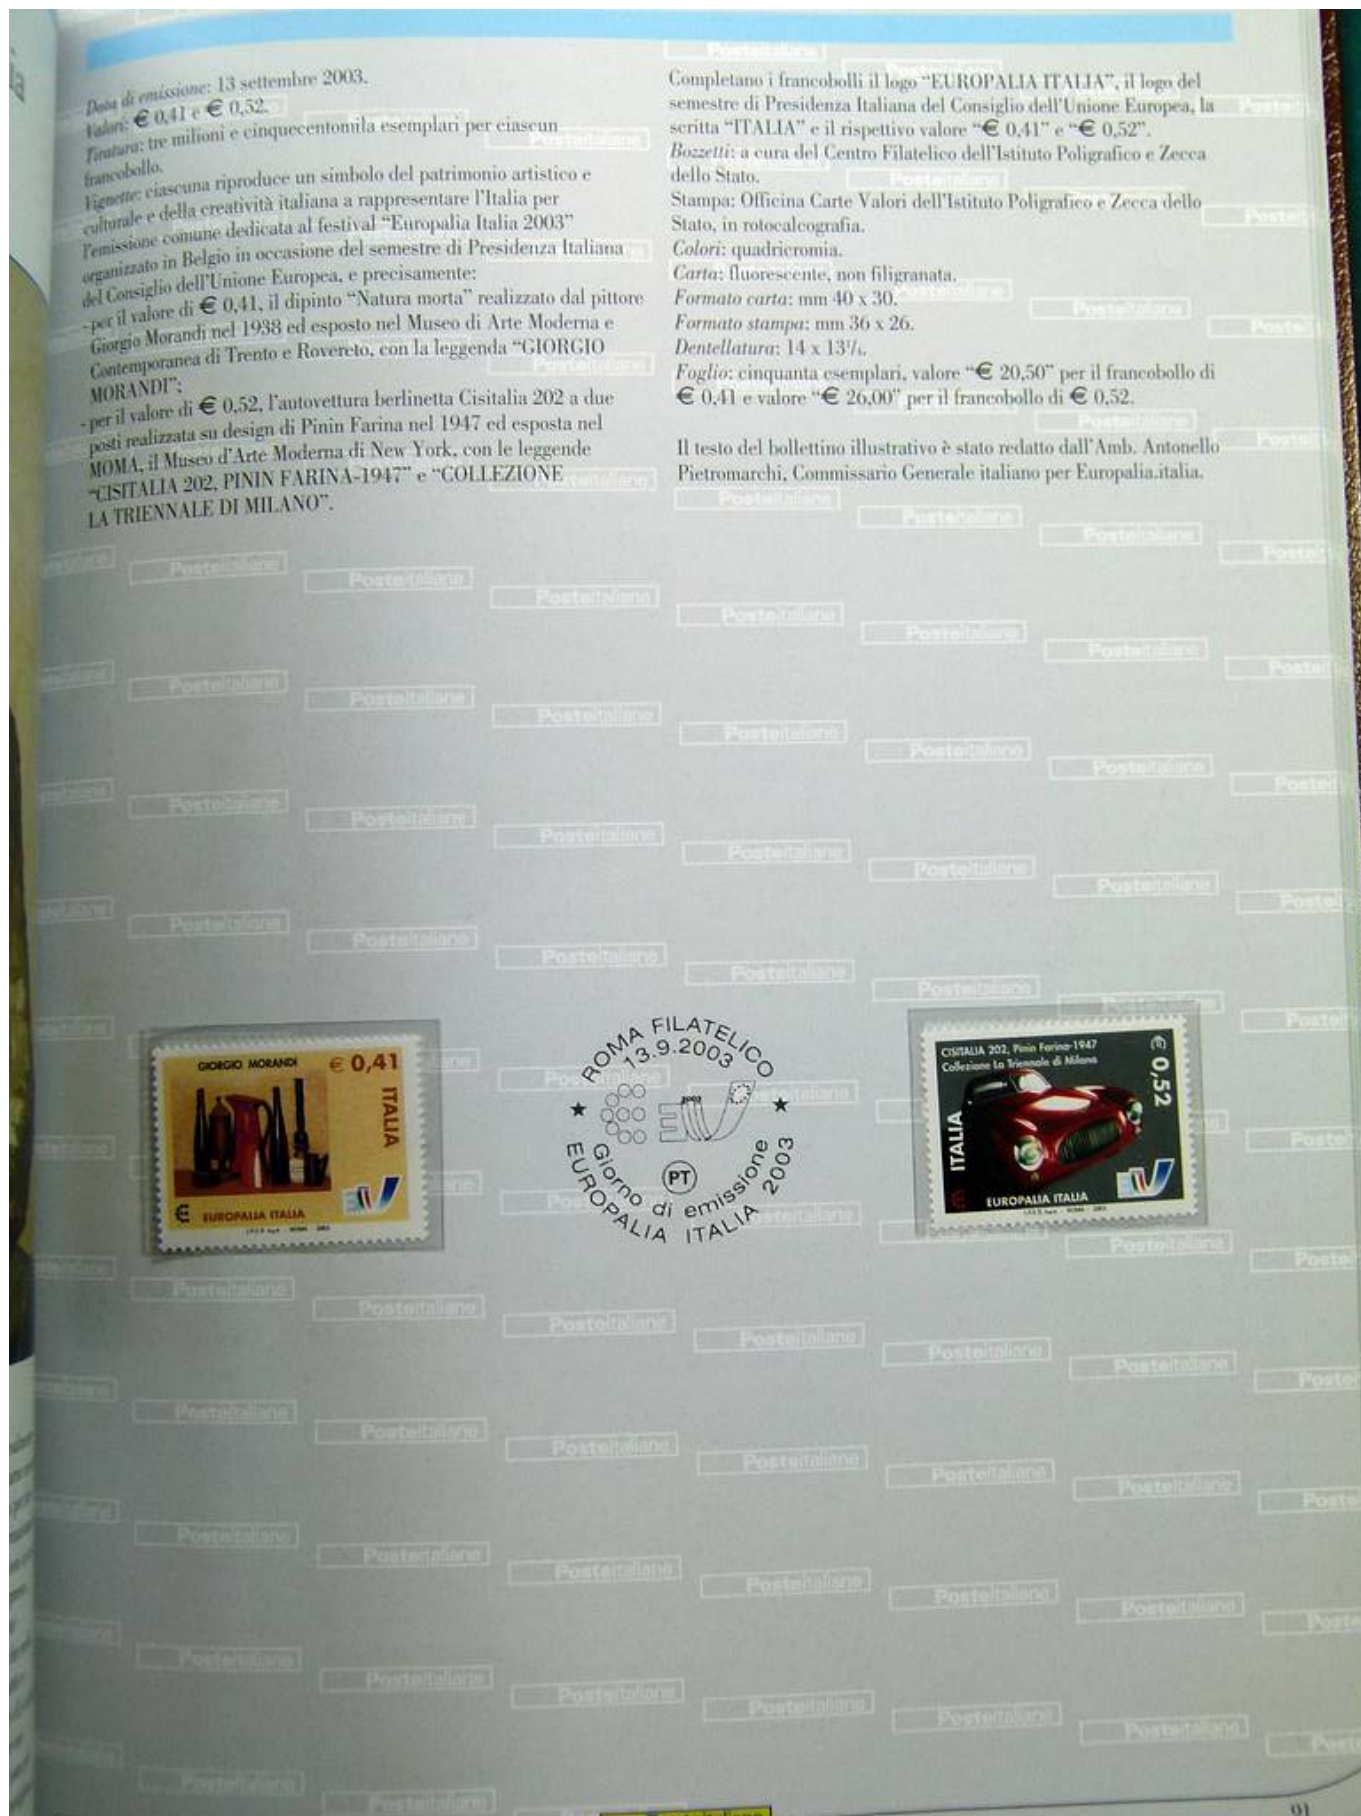 Data di emissione: 13 settembre 2003.
Valori: € 0,41 e € 0,52.
Tiratura: tre milioni e cinquecentomila esemplari per ciascun
francobollo.
Vignette: ciascuna riproduce un simbolo del patrimonio artistico e
culturale e della creatività italiana a rappresentare l'Italia per
l'emissione comune dedicata al festival “Europalia Italia 2003”
organizzato in Belgio in occasione del semestre di Presidenza Italiana
del Consiglio dell'Unione Europea, e precisamente:
- per il valore di € 0,41, il dipinto “Natura morta” realizzato dal pittore
Giorgio Morandi nel 1938 ed esposto nel Museo di Arte Moderna e
Contemporanea di Trento e Rovereto, con la leggenda “GIORGIO
MORANDI”;
- per il valore di € 0,52, l'autovettura berlinetta Cisitalia 202 a due
posti realizzata su design di Pinin Farina nel 1947 ed esposta nel
MOMA, il Museo d'Arte Moderna di New York, con le leggende
“CISITALIA 202, PININ FARINA-1947” e “COLLEZIONE
LA TRIENNALE DI MILANO”.
Completano i francobolli il logo “EUROPALIA ITALIA”, il logo del
semestre di Presidenza Italiana del Consiglio dell'Unione Europea, la
scritta “ITALIA” e il rispettivo valore “€ 0,41” e “€ 0,52”.
Bozzetti: a cura del Centro Filatelico dell'Istituto Poligrafico e Zecca
dello Stato.
Stampa: Officina Carte Valori dell'Istituto Poligrafico e Zecca dello
Stato, in rotocalcografia.
Colori: quadricromia.
Carta: fluorescente, non filigranata.
Formato carta: mm 40 x 30.
Formato stampa: mm 36 x 26.
Dentellatura: 14 x 13¼.
Foglio: cinquanta esemplari, valore “€ 20,50” per il francobollo di
€ 0,41 e valore “€ 26,00” per il francobollo di € 0,52.
Il testo del bollettino illustrativo è stato redatto dall'Amb. Antonello
Pietromarchi, Commissario Generale italiano per Europalia.italia.
GIORGIO MORANDI € 0,41
ITALIA
€ EUROPALIA ITALIA
I.P.Z.S. S.p.A. - ROMA - 2003
ROMA FILATELICO
13.9.2003
2003
PT
Giorno di emissione
EUROPALIA ITALIA 2003
CISITALIA 202, Pinin Farina-1947
Collezione La Triennale di Milano
€ 0,52
ITALIA
EUROPALIA ITALIA
I.P.Z.S. S.p.A. - ROMA - 2003
Posteitaliane
91